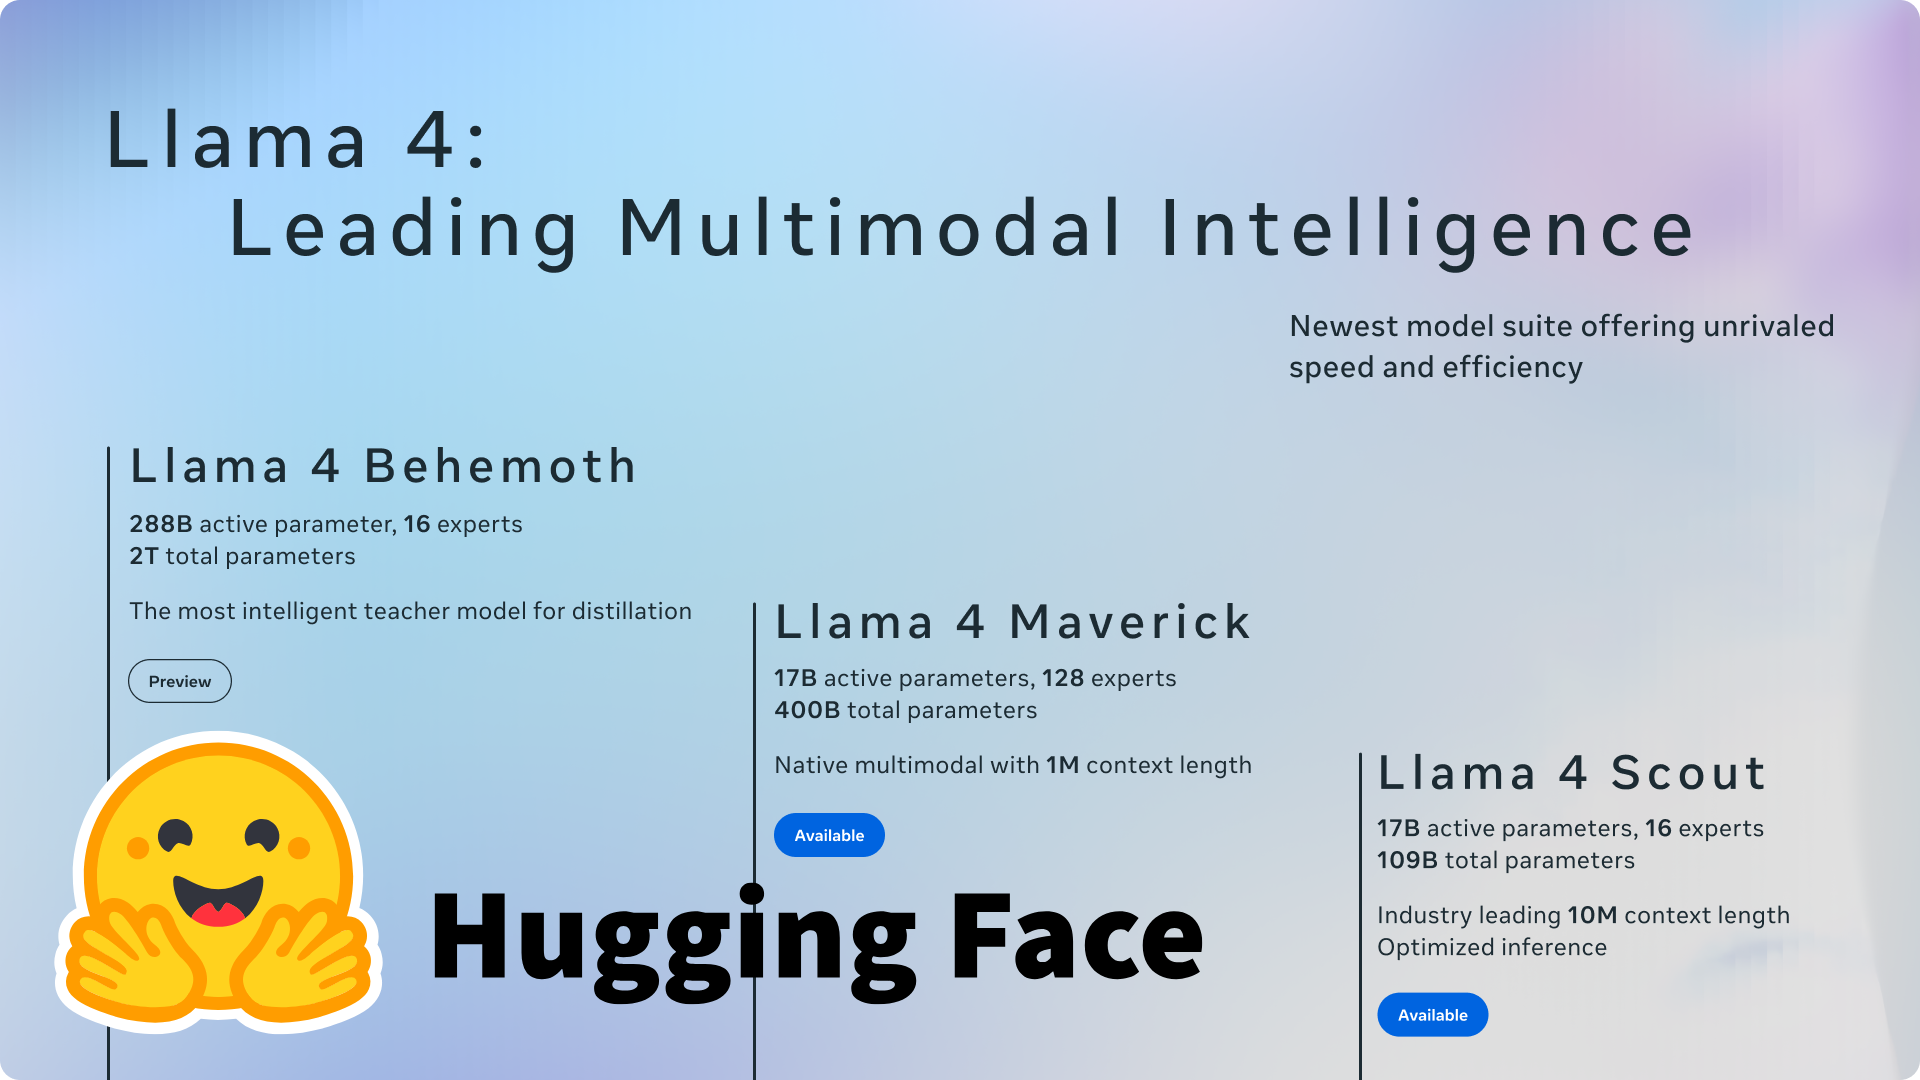 Llama 4:
Leading Multimodal Intelligence
Newest model suite offering unrivaled
speed and efficiency
Llama 4 Behemoth
288B active parameter, 16 experts
2T total parameters
The most intelligent teacher model for distillation
Preview
Llama 4 Maverick
17B active parameters, 128 experts
400B total parameters
Native multimodal with 1M context length
Available
Llama 4 Scout
17B active parameters, 16 experts
109B total parameters
Industry leading 10M context length
Optimized inference
Available
Hugging Face